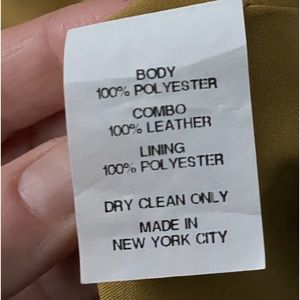 BODY
100% POLYESTER
COMBO
100% LEATHER
LINING
100% POLYESTER
DRY CLEAN ONLY
MADE IN
NEW YORK CITY